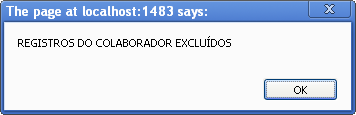 The page at localhost:1483 says:
REGISTROS DO COLABORADOR EXCLUÍDOS
OK